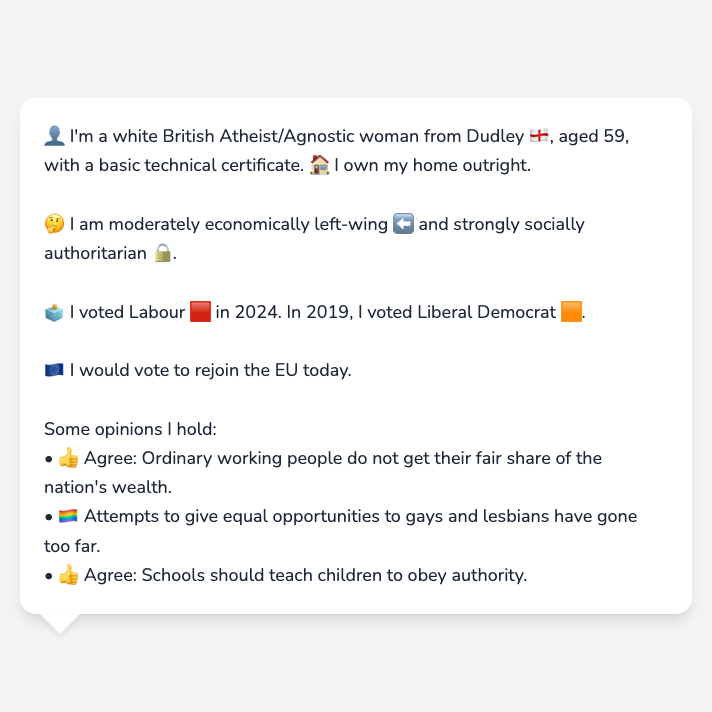 👤 I'm a white British Atheist/Agnostic woman from Dudley 🏴󠁧󠁢󠁥󠁮󠁧󠁿, aged 59,
with a basic technical certificate. 🏠 I own my home outright.
🤔 I am moderately economically left-wing ⬅️ and strongly socially
authoritarian 🔒.
🗳️ I voted Labour 🟥 in 2024. In 2019, I voted Liberal Democrat 🟧.
🇪🇺 I would vote to rejoin the EU today.
Some opinions I hold:
• 👍 Agree: Ordinary working people do not get their fair share of the
nation's wealth.
• 🏳️‍🌈 Attempts to give equal opportunities to gays and lesbians have gone
too far.
• 👍 Agree: Schools should teach children to obey authority.